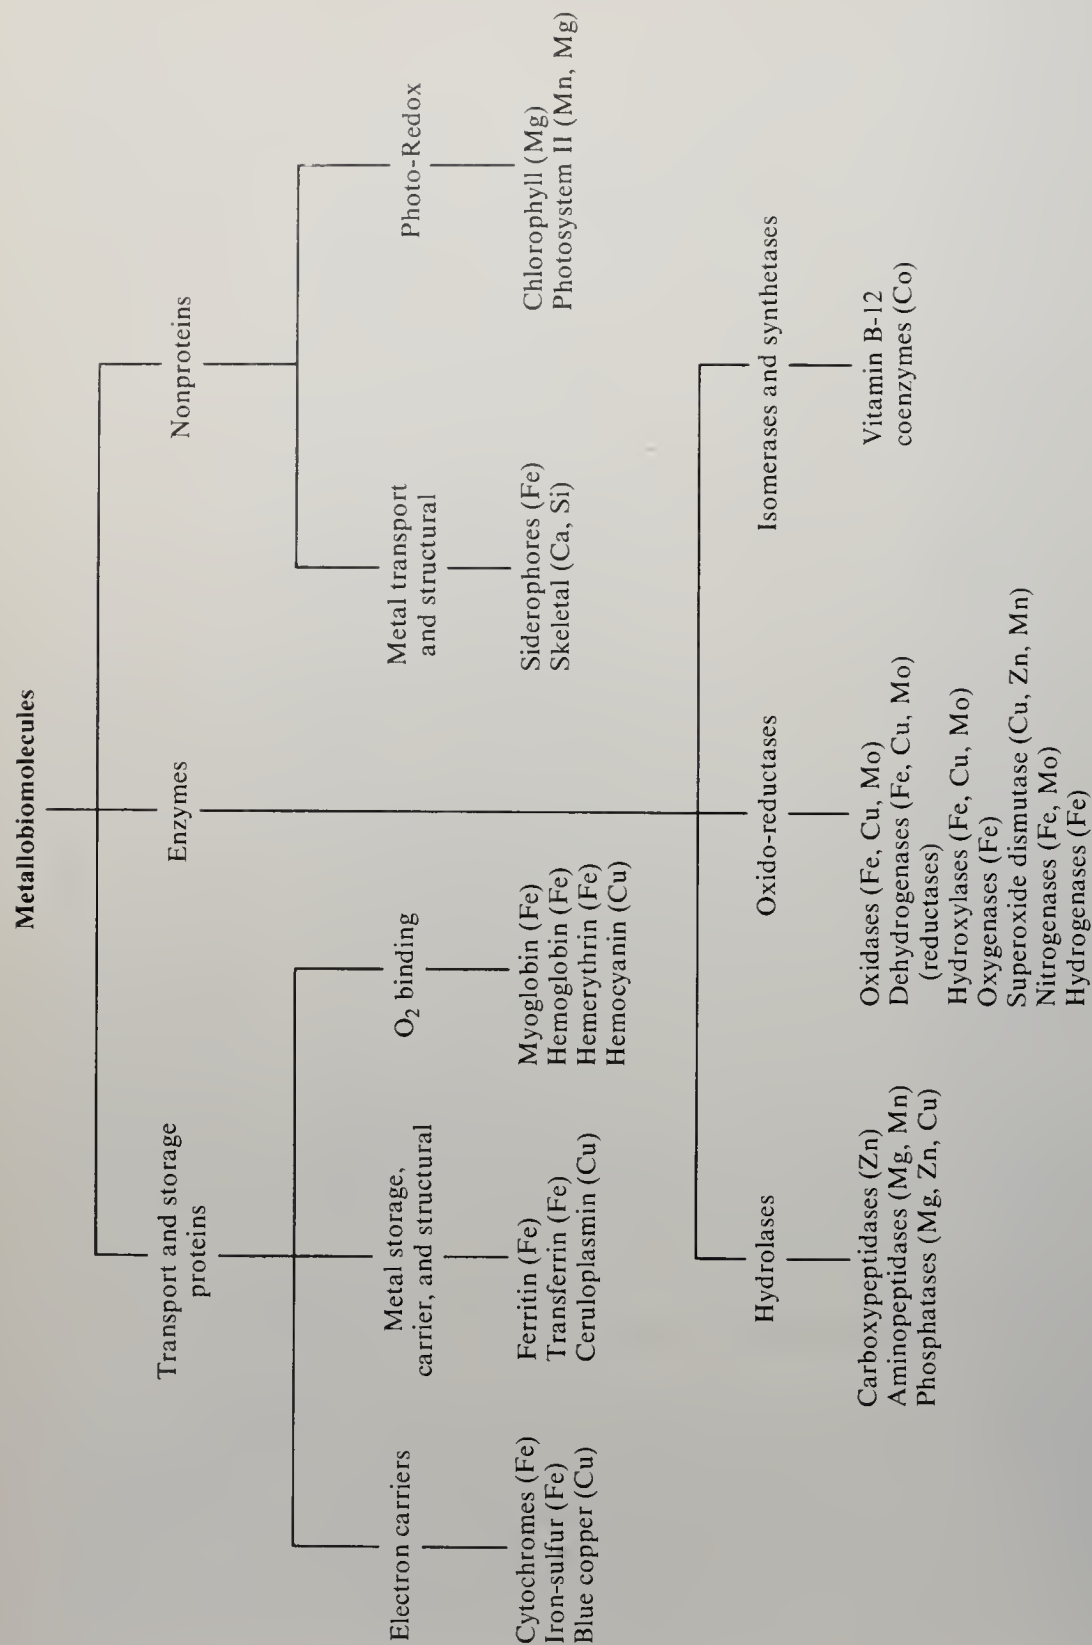 Metallobiomolecules
Transport and storage
proteins
Enzymes
Nonproteins
Electron carriers
Metal storage,
carrier, and structural
O₂ binding
Metal transport
and structural
Photo-Redox
Cytochromes (Fe)
Iron-sulfur (Fe)
Blue copper (Cu)
Ferritin (Fe)
Transferrin (Fe)
Ceruloplasmin (Cu)
Myoglobin (Fe)
Hemoglobin (Fe)
Hemerythrin (Fe)
Hemocyanin (Cu)
Siderophores (Fe)
Skeletal (Ca, Si)
Chlorophyll (Mg)
Photosystem II (Mn, Mg)
Hydrolases
Oxido-reductases
Isomerases and synthetases
Carboxypeptidases (Zn)
Aminopeptidases (Mg, Mn)
Phosphatases (Mg, Zn, Cu)
Oxidases (Fe, Cu, Mo)
Dehydrogenases (Fe, Cu, Mo)
(reductases)
Hydroxylases (Fe, Cu, Mo)
Oxygenases (Fe)
Superoxide dismutase (Cu, Zn, Mn)
Nitrogenases (Fe, Mo)
Hydrogenases (Fe)
Vitamin B-12
coenzymes (Co)